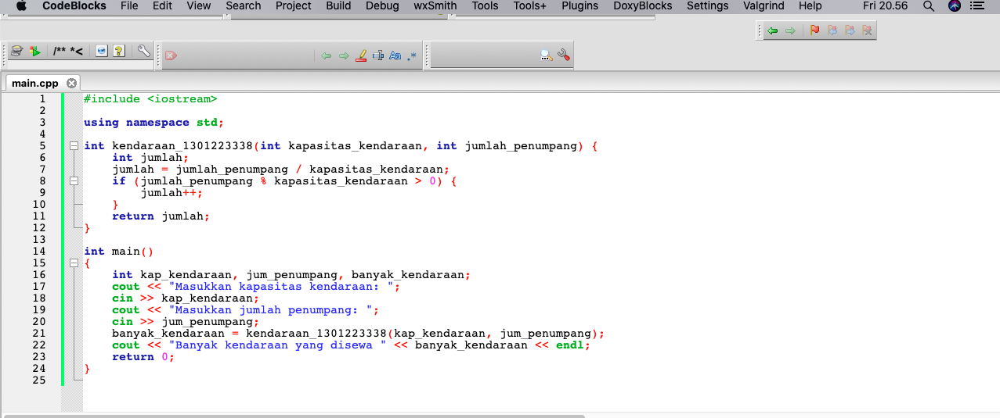 CodeBlocks File Edit View Search Project Build Debug wxSmith Tools Tools+ Plugins DoxyBlocks Settings Valgrind Help Fri 20.56
/** *< Aa .*
main.cpp
1 #include <iostream>
2
3 using namespace std;
4
5 int kendaraan_1301223338(int kapasitas_kendaraan, int jumlah_penumpang) {
6 int jumlah;
7 jumlah = jumlah_penumpang / kapasitas_kendaraan;
8 if (jumlah_penumpang % kapasitas_kendaraan > 0) {
9 jumlah++;
10 }
11 return jumlah;
12 }
13
14 int main()
15 {
16 int kap_kendaraan, jum_penumpang, banyak_kendaraan;
17 cout << "Masukkan kapasitas kendaraan: ";
18 cin >> kap_kendaraan;
19 cout << "Masukkan jumlah penumpang: ";
20 cin >> jum_penumpang;
21 banyak_kendaraan = kendaraan_1301223338(kap_kendaraan, jum_penumpang);
22 cout << "Banyak kendaraan yang disewa " << banyak_kendaraan << endl;
23 return 0;
24 }
25